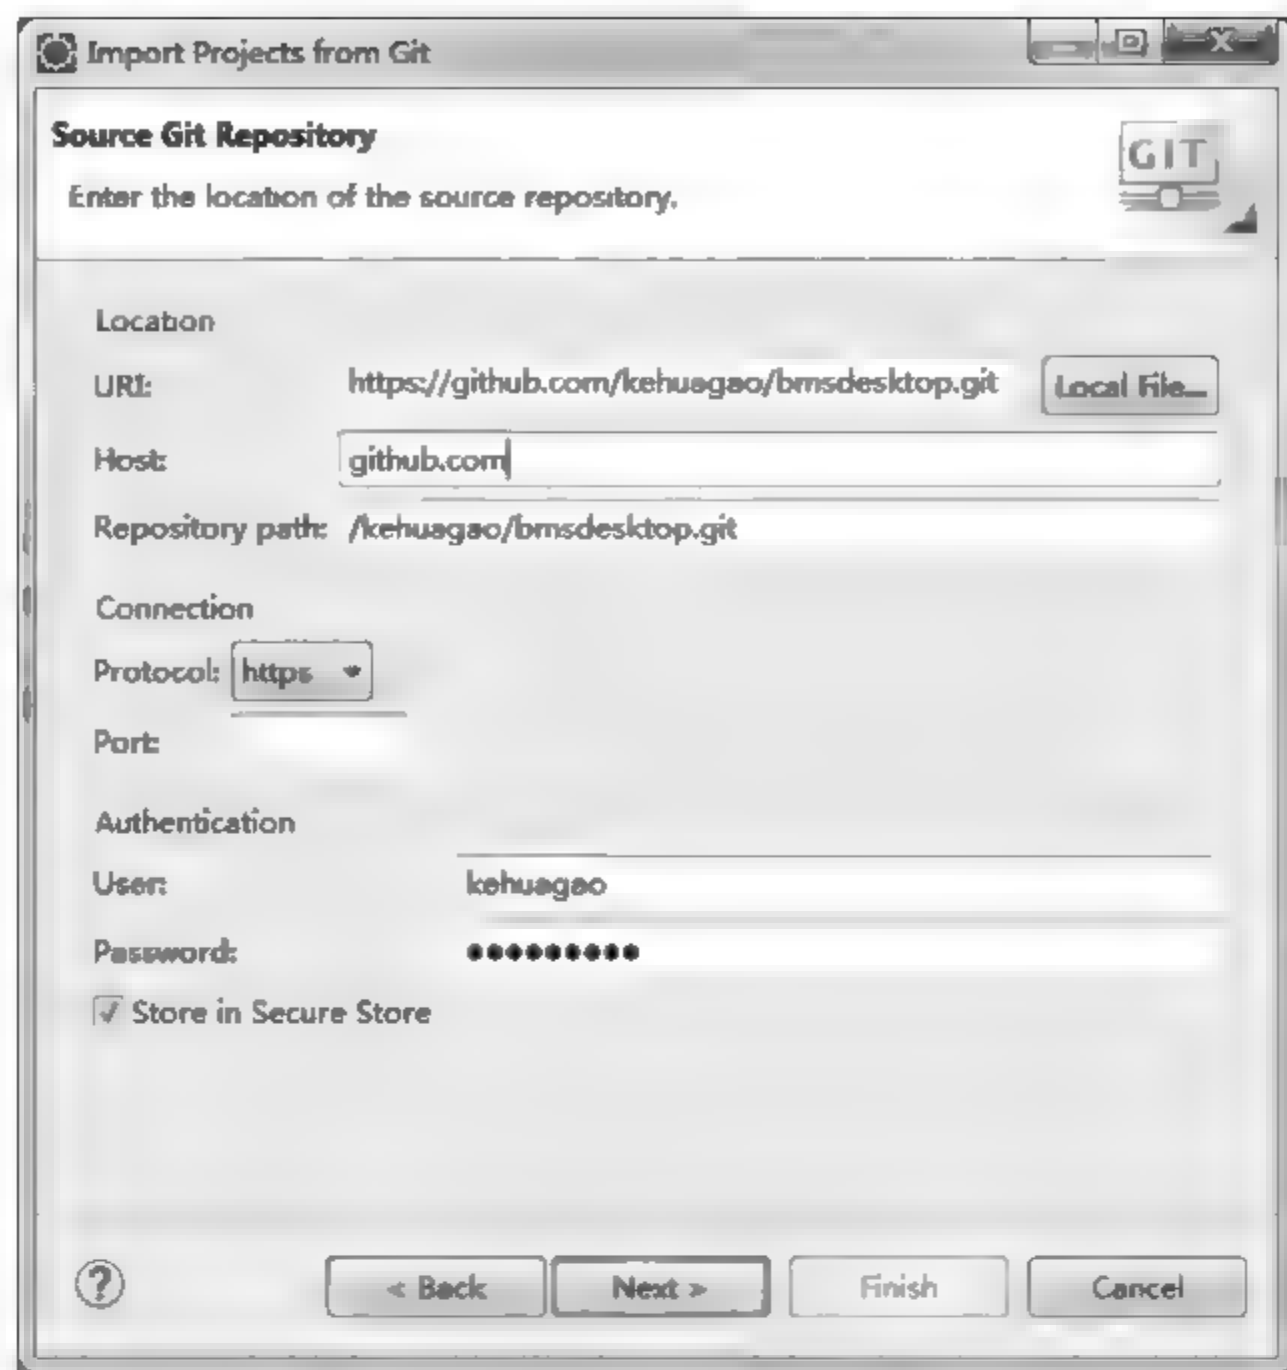 Import Projects from Git
Source Git Repository
GIT
Enter the location of the source repository.
Location
URI: https://github.com/kehuagao/bmsdesktop.git Local File...
Host: github.com
Repository path: /kehuagao/bmsdesktop.git
Connection
Protocol: https
Port:
Authentication
User: kehuagao
Password: ●●●●●●●●●
Store in Secure Store
? < Back Next > Finish Cancel